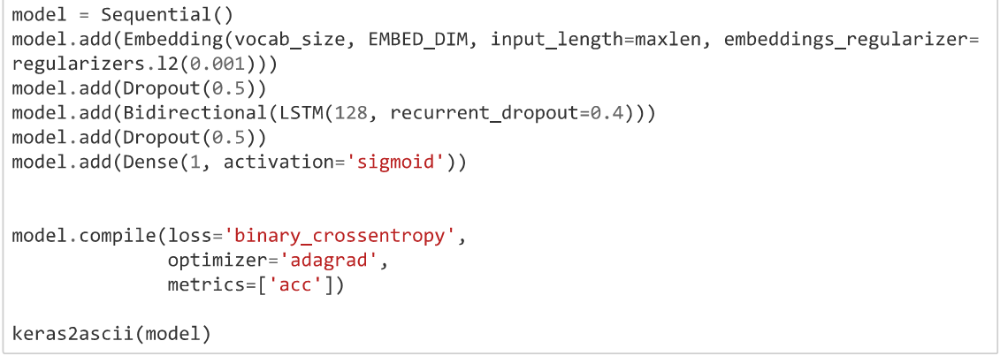 model = Sequential()
model.add(Embedding(vocab_size, EMBED_DIM, input_length=maxlen, embeddings_regularizer=
regularizers.l2(0.001)))
model.add(Dropout(0.5))
model.add(Bidirectional(LSTM(128, recurrent_dropout=0.4)))
model.add(Dropout(0.5))
model.add(Dense(1, activation='sigmoid'))
model.compile(loss='binary_crossentropy',
              optimizer='adagrad',
              metrics=['acc'])
keras2ascii(model)